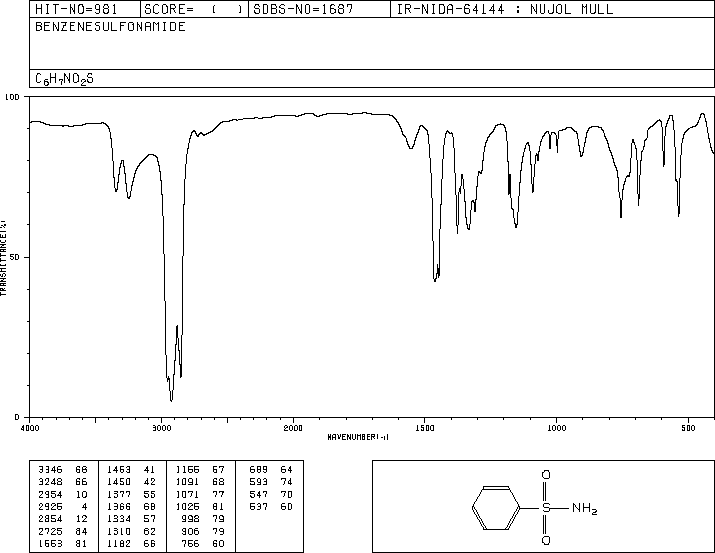 HIT-NO=981 SCORE= ( ) SDBS-NO=1687 IR-NIDA-64144 : NUJOL MULL
BENZENESULFONAMIDE
C6H7NO2S
100
50
0
TRANSMITTANCE(%)
4000 3000 2000 1500 1000 500
WAVENUMBER(-1)
3346 68 1463 41 1156 57 689 64
3248 66 1450 42 1091 68 593 74
2954 10 1377 55 1071 77 547 70
2925 4 1366 68 1025 81 537 60
2854 12 1334 57 998 79
2725 84 1310 62 906 79
1553 81 1182 66 756 60
O
S NH2
O